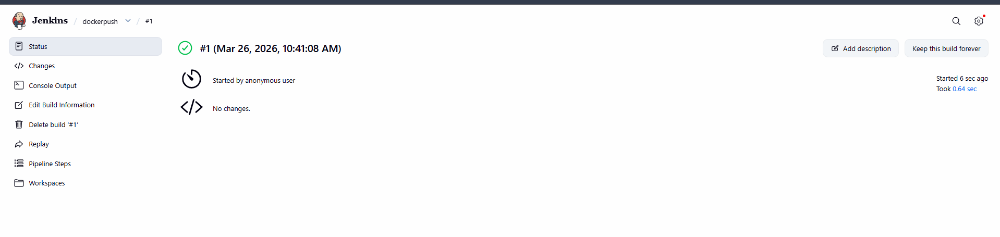 Jenkins / dockerpush / #1
Status
Changes
Console Output
Edit Build Information
Delete build ‘#1’
Replay
Pipeline Steps
Workspaces
#1 (Mar 26, 2026, 10:41:08 AM)
Add description
Keep this build forever
Started by anonymous user
Started 6 sec ago
Took 0.64 sec
No changes.